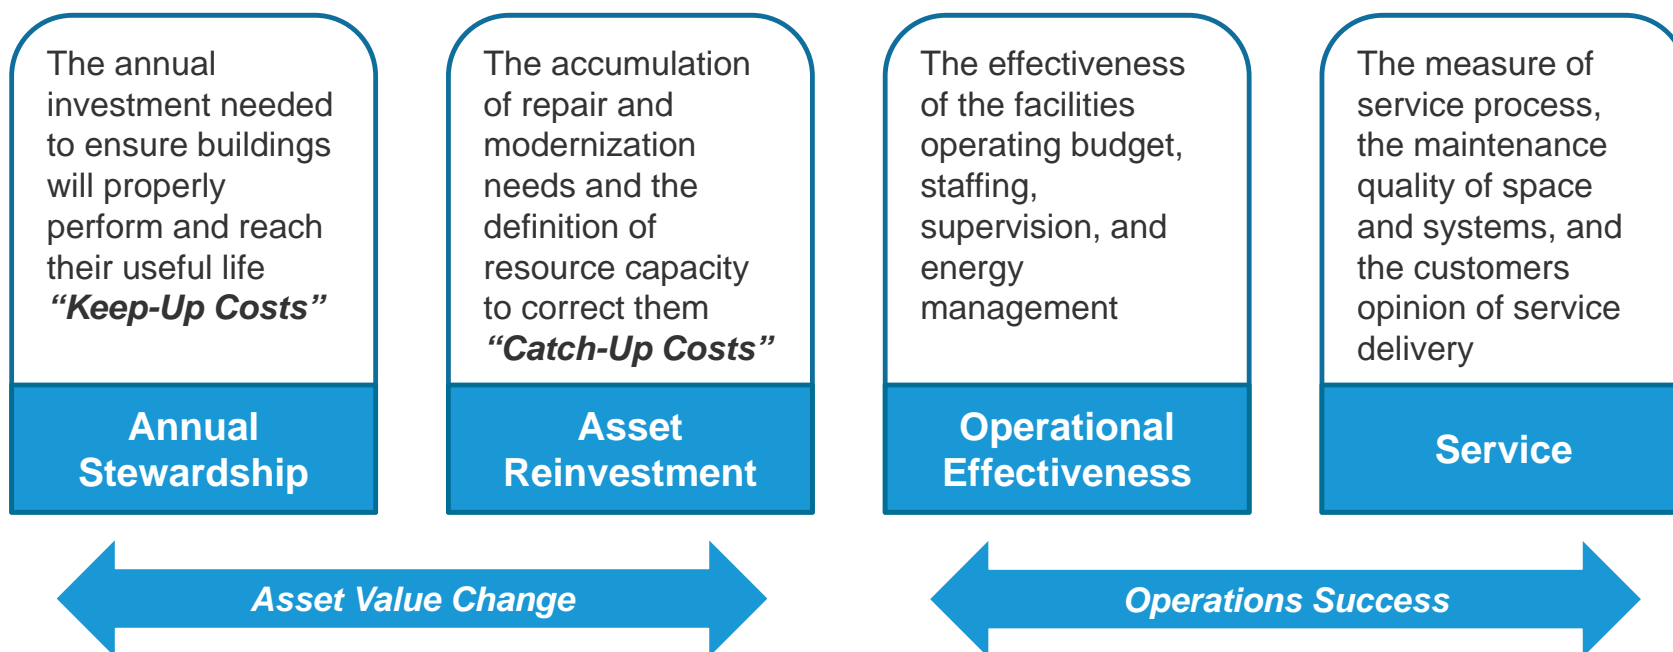 The annual
investment needed
to ensure buildings
will properly
perform and reach
their useful life
“Keep-Up Costs”
Annual
Stewardship
The accumulation
of repair and
modernization
needs and the
definition of
resource capacity
to correct them
“Catch-Up Costs”
Asset
Reinvestment
The effectiveness
of the facilities
operating budget,
staffing,
supervision, and
energy
management
Operational
Effectiveness
The measure of
service process,
the maintenance
quality of space
and systems, and
the customers
opinion of service
delivery
Service
Asset Value Change
Operations Success